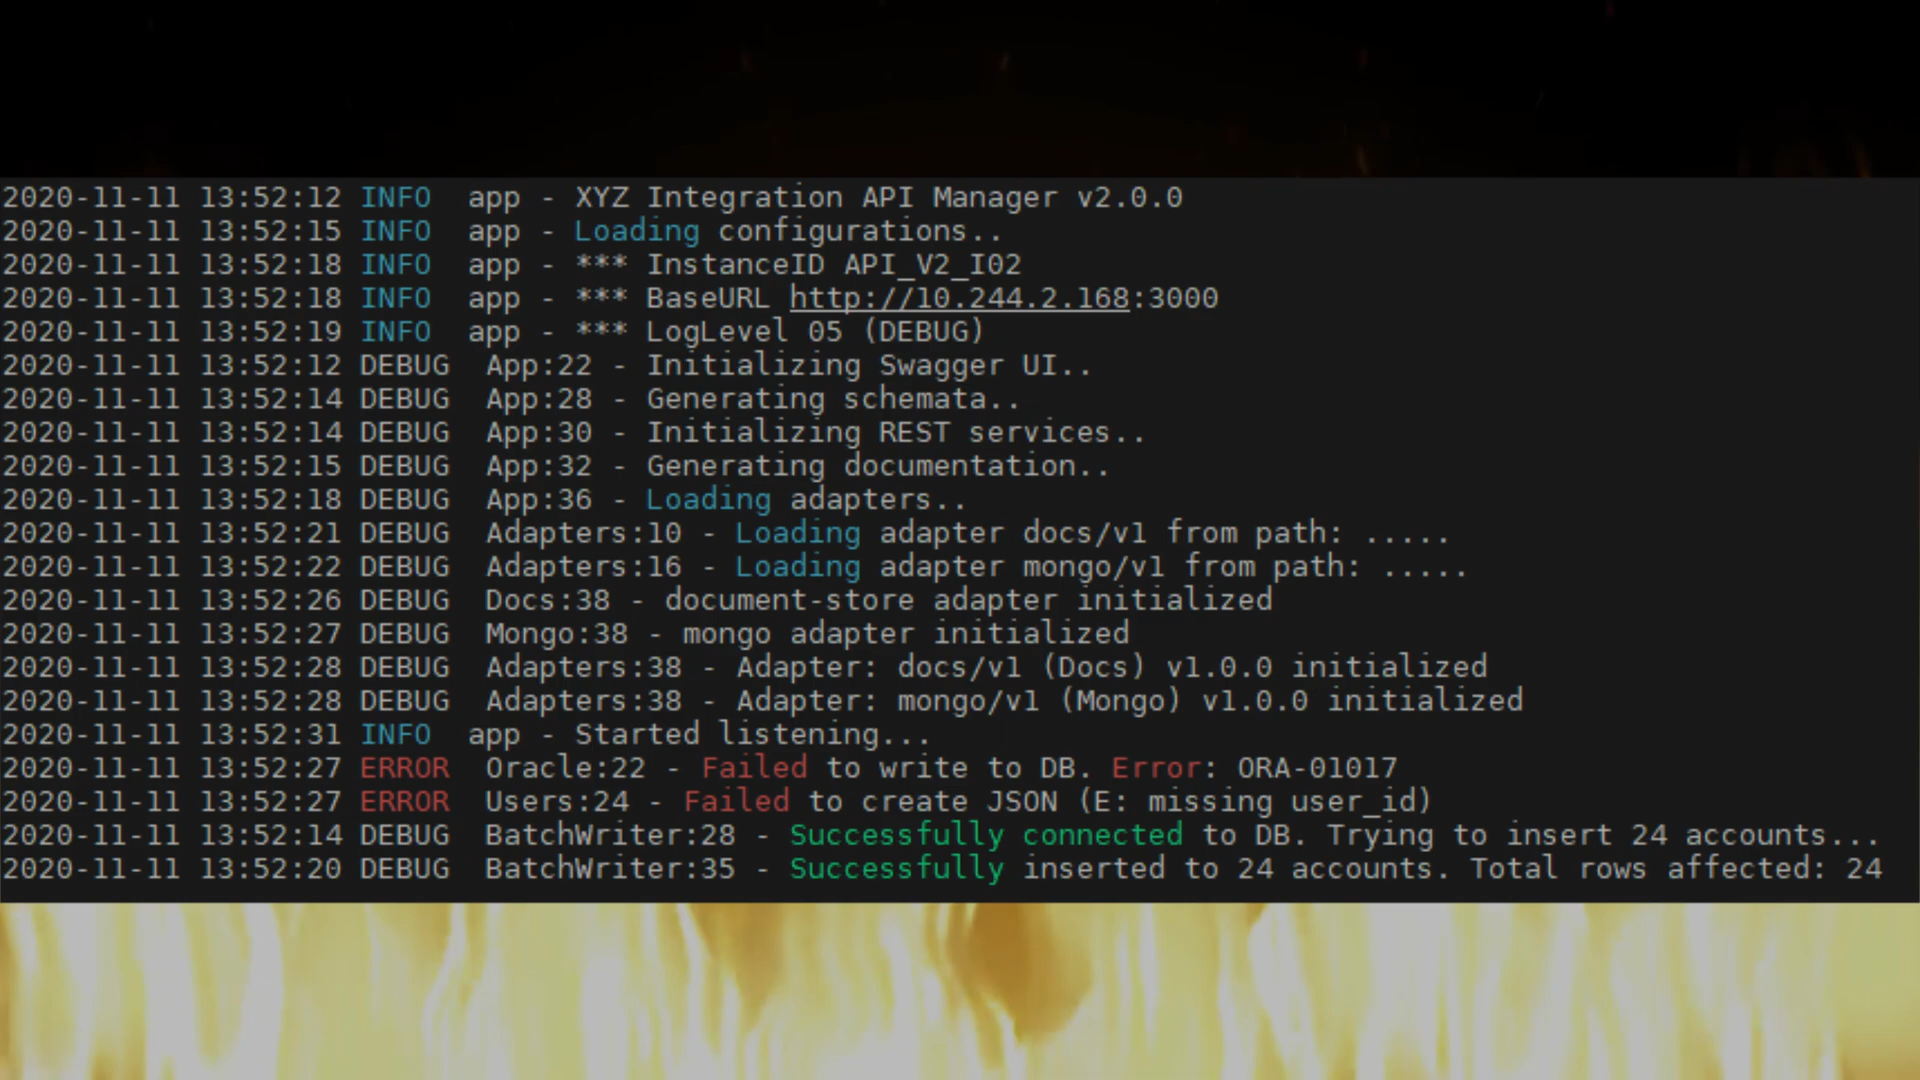 2020-11-11 13:52:12 INFO  app - XYZ Integration API Manager v2.0.0
2020-11-11 13:52:15 INFO  app - Loading configurations..
2020-11-11 13:52:18 INFO  app - *** InstanceID API_V2_I02
2020-11-11 13:52:18 INFO  app - *** BaseURL http://10.244.2.168:3000
2020-11-11 13:52:19 INFO  app - *** LogLevel 05 (DEBUG)
2020-11-11 13:52:12 DEBUG  App:22 - Initializing Swagger UI..
2020-11-11 13:52:14 DEBUG  App:28 - Generating schemata..
2020-11-11 13:52:14 DEBUG  App:30 - Initializing REST services..
2020-11-11 13:52:15 DEBUG  App:32 - Generating documentation..
2020-11-11 13:52:18 DEBUG  App:36 - Loading adapters..
2020-11-11 13:52:21 DEBUG  Adapters:10 - Loading adapter docs/v1 from path: .....
2020-11-11 13:52:22 DEBUG  Adapters:16 - Loading adapter mongo/v1 from path: .....
2020-11-11 13:52:26 DEBUG  Docs:38 - document-store adapter initialized
2020-11-11 13:52:27 DEBUG  Mongo:38 - mongo adapter initialized
2020-11-11 13:52:28 DEBUG  Adapters:38 - Adapter: docs/v1 (Docs) v1.0.0 initialized
2020-11-11 13:52:28 DEBUG  Adapters:38 - Adapter: mongo/v1 (Mongo) v1.0.0 initialized
2020-11-11 13:52:31 INFO  app - Started listening...
2020-11-11 13:52:27 ERROR  Oracle:22 - Failed to write to DB. Error: ORA-01017
2020-11-11 13:52:27 ERROR  Users:24 - Failed to create JSON (E: missing user_id)
2020-11-11 13:52:14 DEBUG  BatchWriter:28 - Successfully connected to DB. Trying to insert 24 accounts...
2020-11-11 13:52:20 DEBUG  BatchWriter:35 - Successfully inserted to 24 accounts. Total rows affected: 24